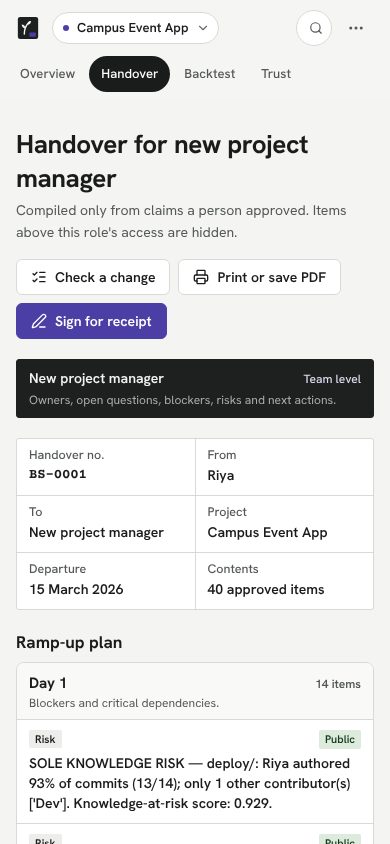 Campus Event App
Overview
Handover
Backtest
Trust
Handover for new project
manager
Compiled only from claims a person approved. Items
above this role's access are hidden.
Check a change
Print or save PDF
Sign for receipt
New project manager
Team level
Owners, open questions, blockers, risks and next actions.
Handover no.
BS-0001
From
Riya
To
New project manager
Project
Campus Event App
Departure
15 March 2026
Contents
40 approved items
Ramp-up plan
Day 1
14 items
Blockers and critical dependencies.
Risk
Public
SOLE KNOWLEDGE RISK — deploy/: Riya authored
93% of commits (13/14); only 1 other contributor(s)
['Dev']. Knowledge-at-risk score: 0.929.
Risk
Public